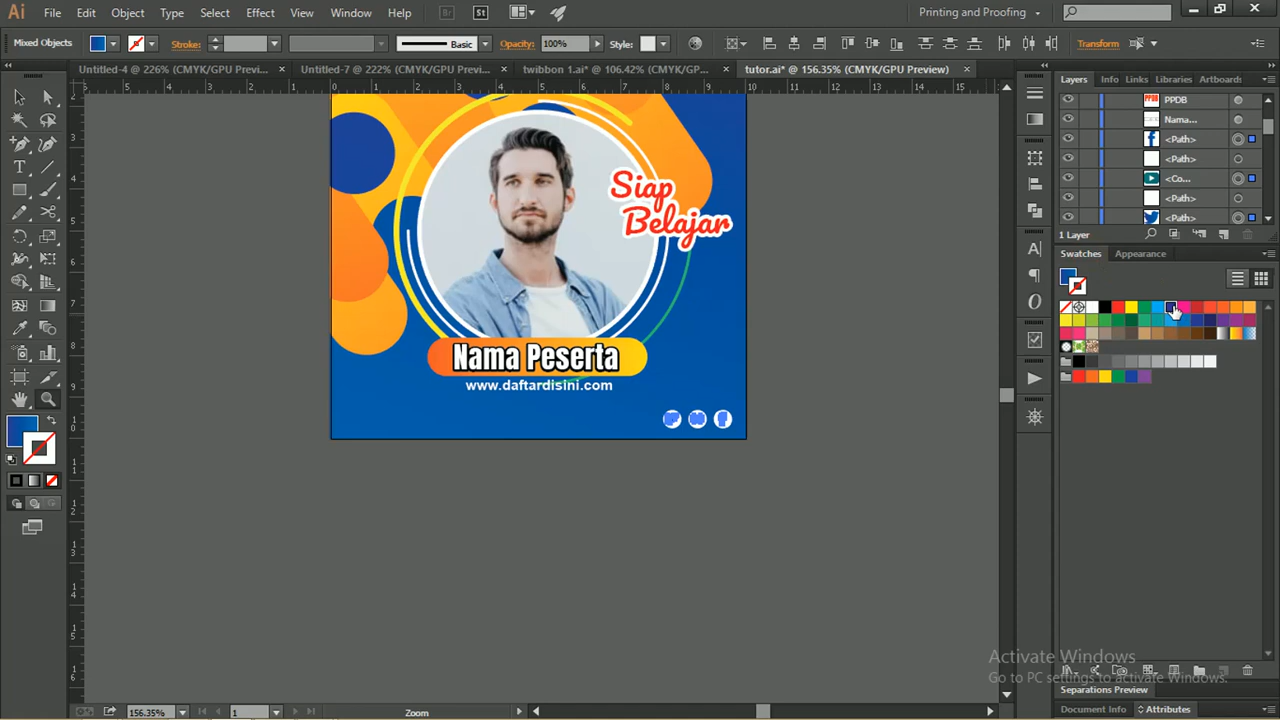 Ai File Edit Object Type Select Effect View Window Help Br St Printing and Proofing
Mixed Objects Stroke: Basic Opacity: 100% Style: Transform
Untitled-4 @ 226% (CMYK/GPU Previ... Untitled-7 @ 222% (CMYK/GPU Previ... twibbon 1.ai* @ 106.42% (CMYK/GP... tutor.ai* @ 156.35% (CMYK/GPU Preview)
Layers Info Links Libraries Artboards
PPDB
Nama...
<Path>
<Path>
<Co...
<Path>
<Path>
1 Layer
Swatches Appearance
Siap
Belajar
Nama Peserta
www.daftardisini.com
Activate Windows
Go to PC settings to activate Windows.
Separations Preview
Document Info Attributes
156.35% 1 Zoom